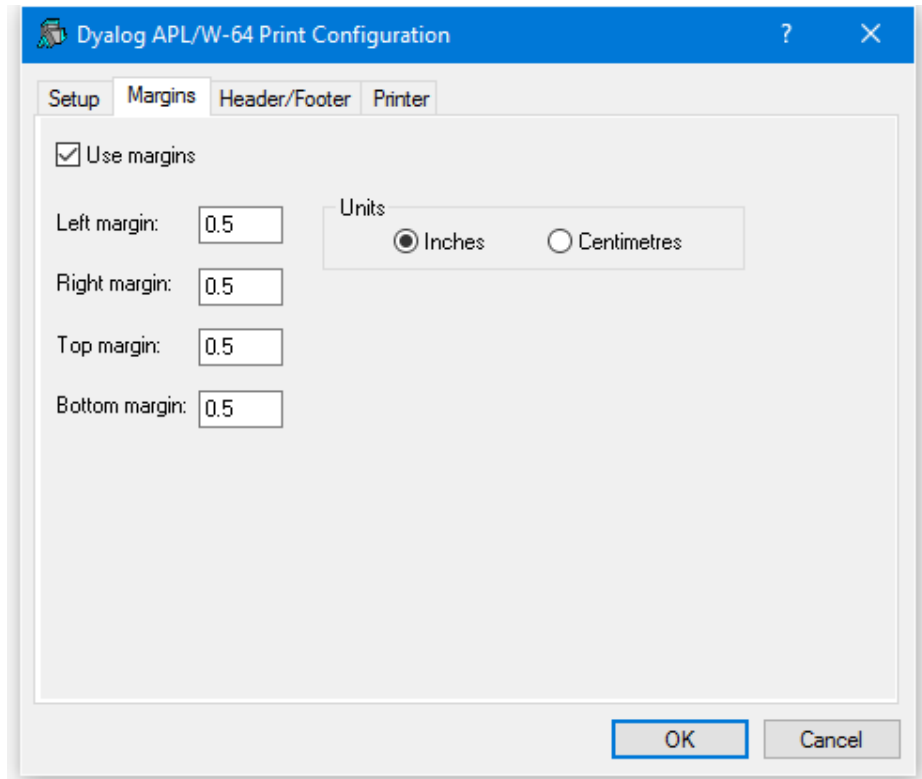 Dyalog APL/W-64 Print Configuration ? ×
Setup Margins Header/Footer Printer
Use margins
Units
Left margin: 0.5 Inches Centimetres
Right margin: 0.5
Top margin: 0.5
Bottom margin: 0.5
OK Cancel